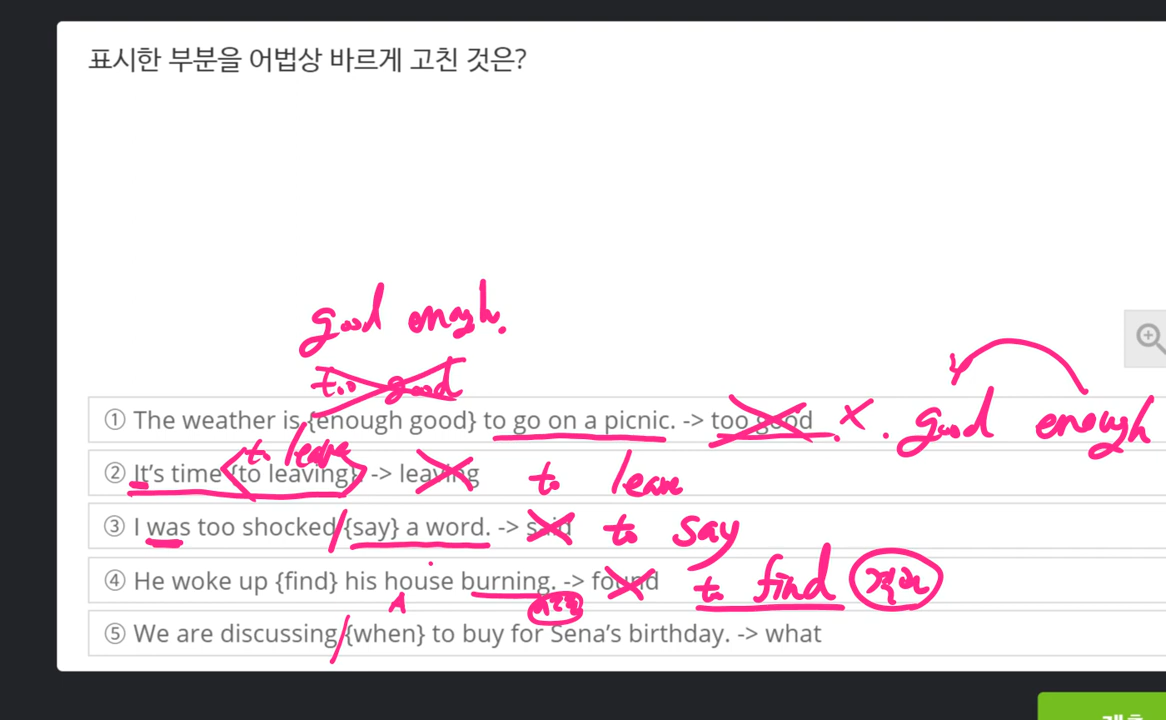 표시한 부분을 어법상 바르게 고친 것은?
good enough.
too good
① The weather is {enough good} to go on a picnic. -> too good X. good enough
to leave
② It's time {to leaving} -> leaving to leave
③ I was too shocked {say} a word. -> said to say
④ He woke up {find} his house burning. -> found to find
⑤ We are discussing {when} to buy for Sena's birthday. -> what